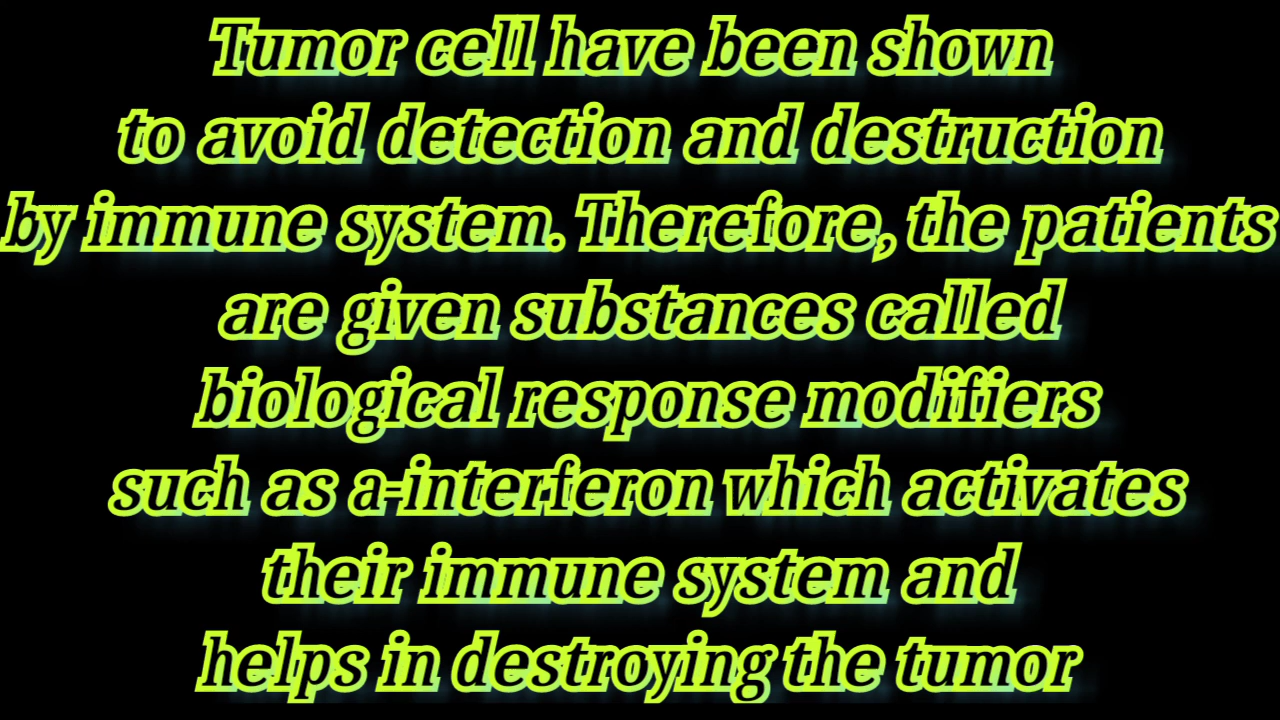 Tumor cell have been shown
to avoid detection and destruction
by immune system. Therefore, the patients
are given substances called
biological response modifiers
such as a-interferon which activates
their immune system and
helps in destroying the tumor